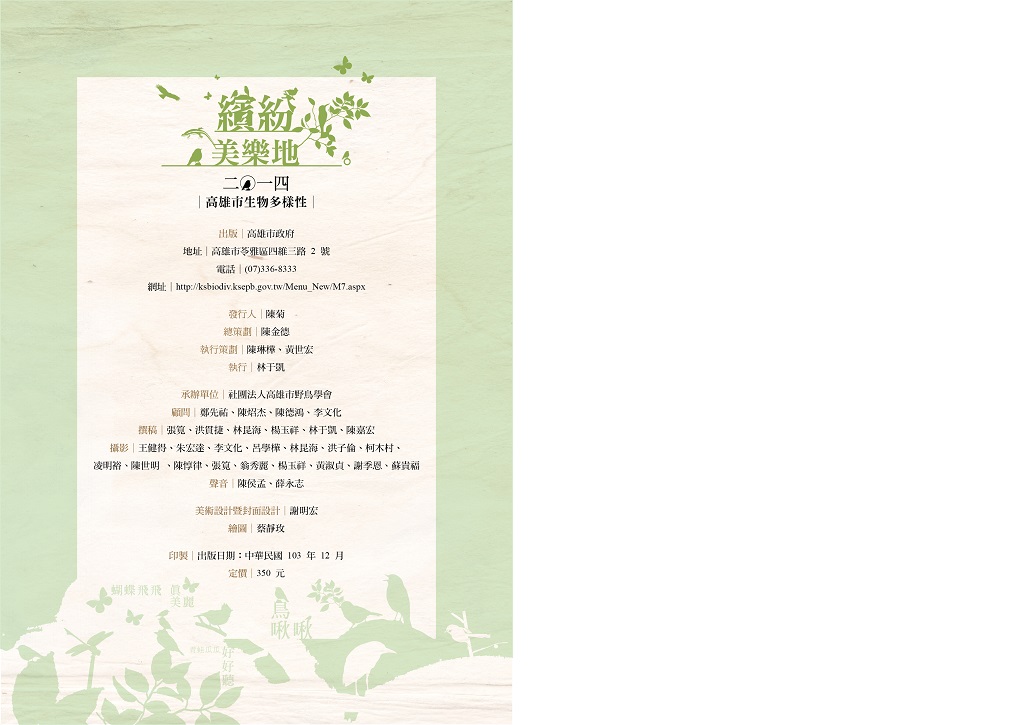 繽紛
美樂地
二〇一四
｜高雄市生物多樣性｜
出版｜高雄市政府
地址｜高雄市苓雅區四維三路 2 號
電話｜(07)336-8333
網址｜http://ksbiodiv.ksepb.gov.tw/Menu_New/M7.aspx
發行人｜陳菊
總策劃｜陳金德
執行策劃｜陳琳樺、黃世宏
執行｜林于凱
承辦單位｜社團法人高雄市野鳥學會
顧問｜鄭先祐、陳炤杰、陳德鴻、李文化
撰稿｜張寬、洪貫捷、林昆海、楊玉祥、林于凱、陳嘉宏
攝影｜王健得、朱宏達、李文化、呂學樺、林昆海、洪子倫、柯木村、
凌明裕、陳世明 、陳惇律、張寬、翁秀麗、楊玉祥、黃淑貞、謝季恩、蘇貴福
聲音｜陳侯孟、薛永志
美術設計暨封面設計｜謝明宏
繪圖｜蔡靜玫
印製｜出版日期：中華民國 103 年 12 月
定價｜350 元
蝴蝶飛飛 真
美麗
鳥
啾啾
好好聽